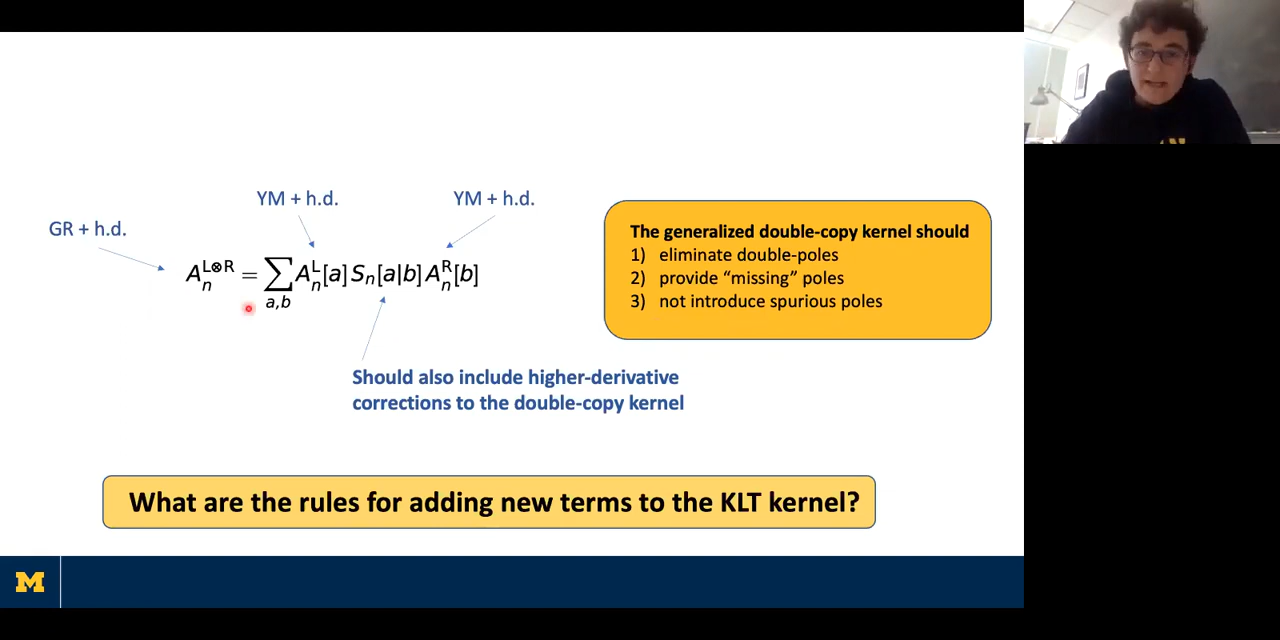 YM + h.d.
YM + h.d.
GR + h.d.
A_n^{L⊗R} = ∑_{a,b} A_n^L[a] S_n[a|b] A_n^R[b]
The generalized double-copy kernel should
1) eliminate double-poles
2) provide “missing” poles
3) not introduce spurious poles
Should also include higher-derivative
corrections to the double-copy kernel
What are the rules for adding new terms to the KLT kernel?
M